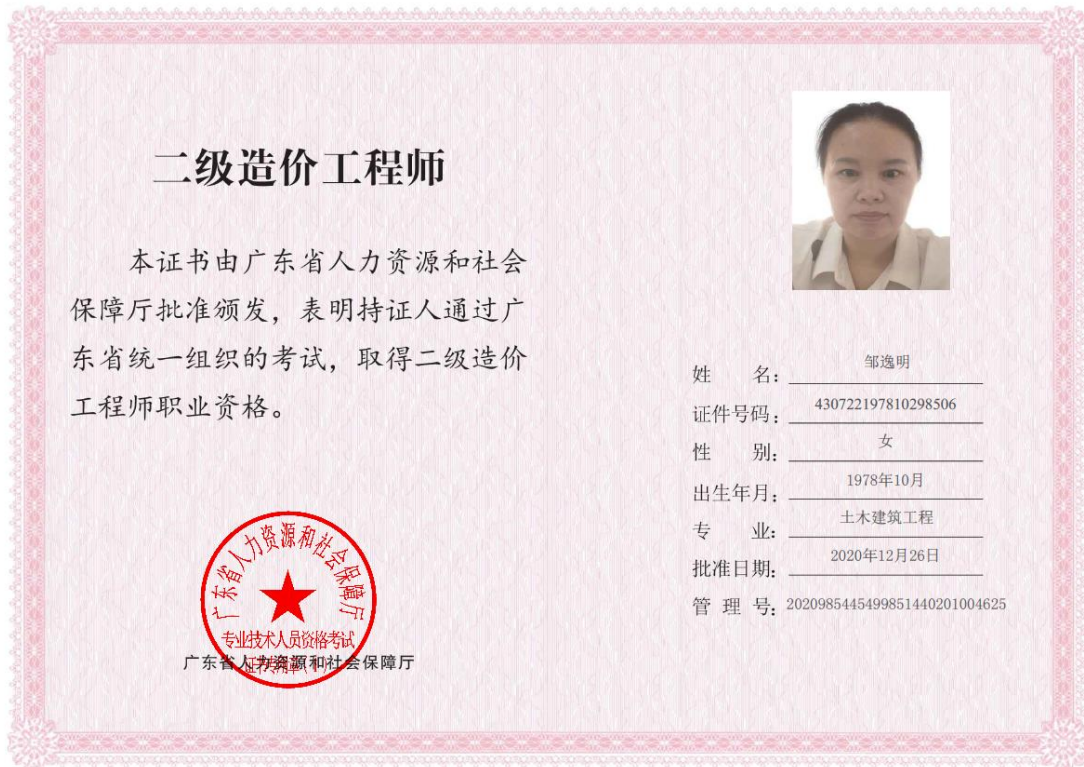 二级造价工程师
本证书由广东省人力资源和社会
保障厅批准颁发，表明持证人通过广
东省统一组织的考试，取得二级造价
工程师职业资格。
广东省人力资源和社会保障厅
专业技术人员资格考试
广东省人力资源和社会保障厅
姓 名：邹逸明
证件号码：430722197810298506
性 别：女
出生年月：1978年10月
专 业：土木建筑工程
批准日期：2020年12月26日
管 理 号：2020985445499851440201004625